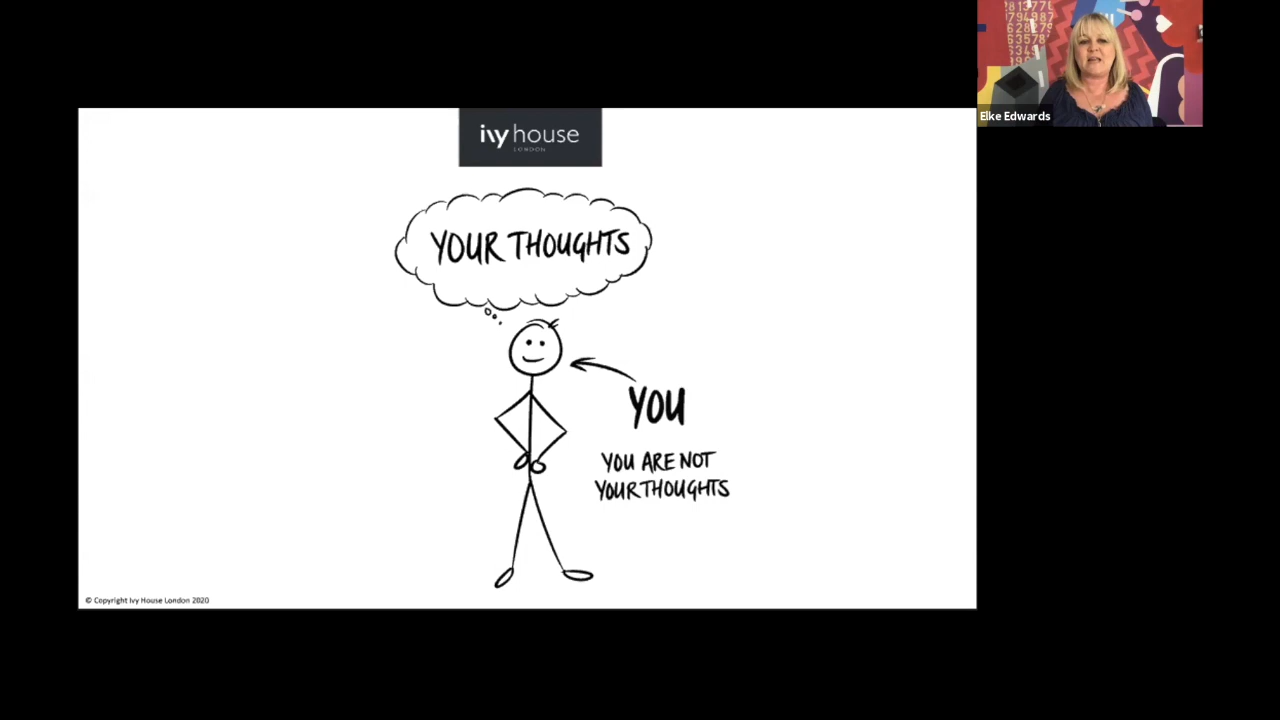 ivy house
LONDON
YOUR THOUGHTS
YOU
YOU ARE NOT
YOUR THOUGHTS
© Copyright Ivy House London 2020
Elke Edwards